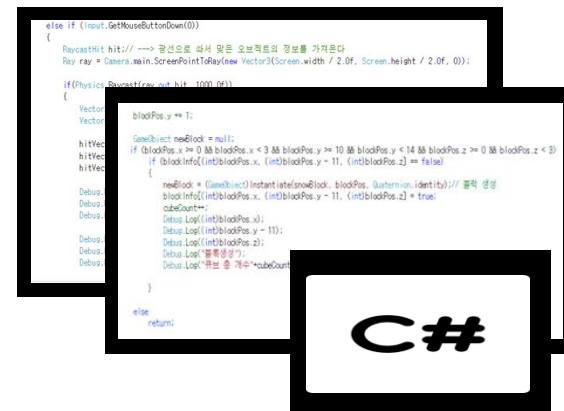 else if (Input.GetMouseButtonDown(0))
{
RaycastHit hit;// ---> 광선으로 쏴서 맞은 오브젝트의 정보를 가져온다
Ray ray = Camera.main.ScreenPointToRay(new Vector3(Screen.width / 2.0f, Screen.height / 2.0f, 0));
if(Physics.Raycast(ray,out hit, 1000.0f))
{
Vector
Vector
hitVec
hitVec
hitVec
Debug.
Debug.
Debug.
Debug.
Debug.
Debug.
blockPos.y += 1;
GameObject newBlock = null;
if (blockPos.x >= 0 && blockPos.x < 3 && blockPos.y >= 10 && blockPos.y < 14 && blockPos.z >= 0 && blockPos.z < 3)
if (blockInfo[(int)blockPos.x, (int)blockPos.y - 11, (int)blockPos.z] == false)
{
newBlock = (GameObject)Instantiate(snowBlock, blockPos, Quaternion.identity);// 블럭 생성
blockInfo[(int)blockPos.x, (int)blockPos.y - 11, (int)blockPos.z] = true;
cubeCount++;
Debug.Log((int)blockPos.x);
Debug.Log((int)blockPos.y - 11);
Debug.Log((int)blockPos.z);
Debug.Log("블록생성");
Debug.Log("큐브 총 개수"+cubeCount
}
else
return;
C#